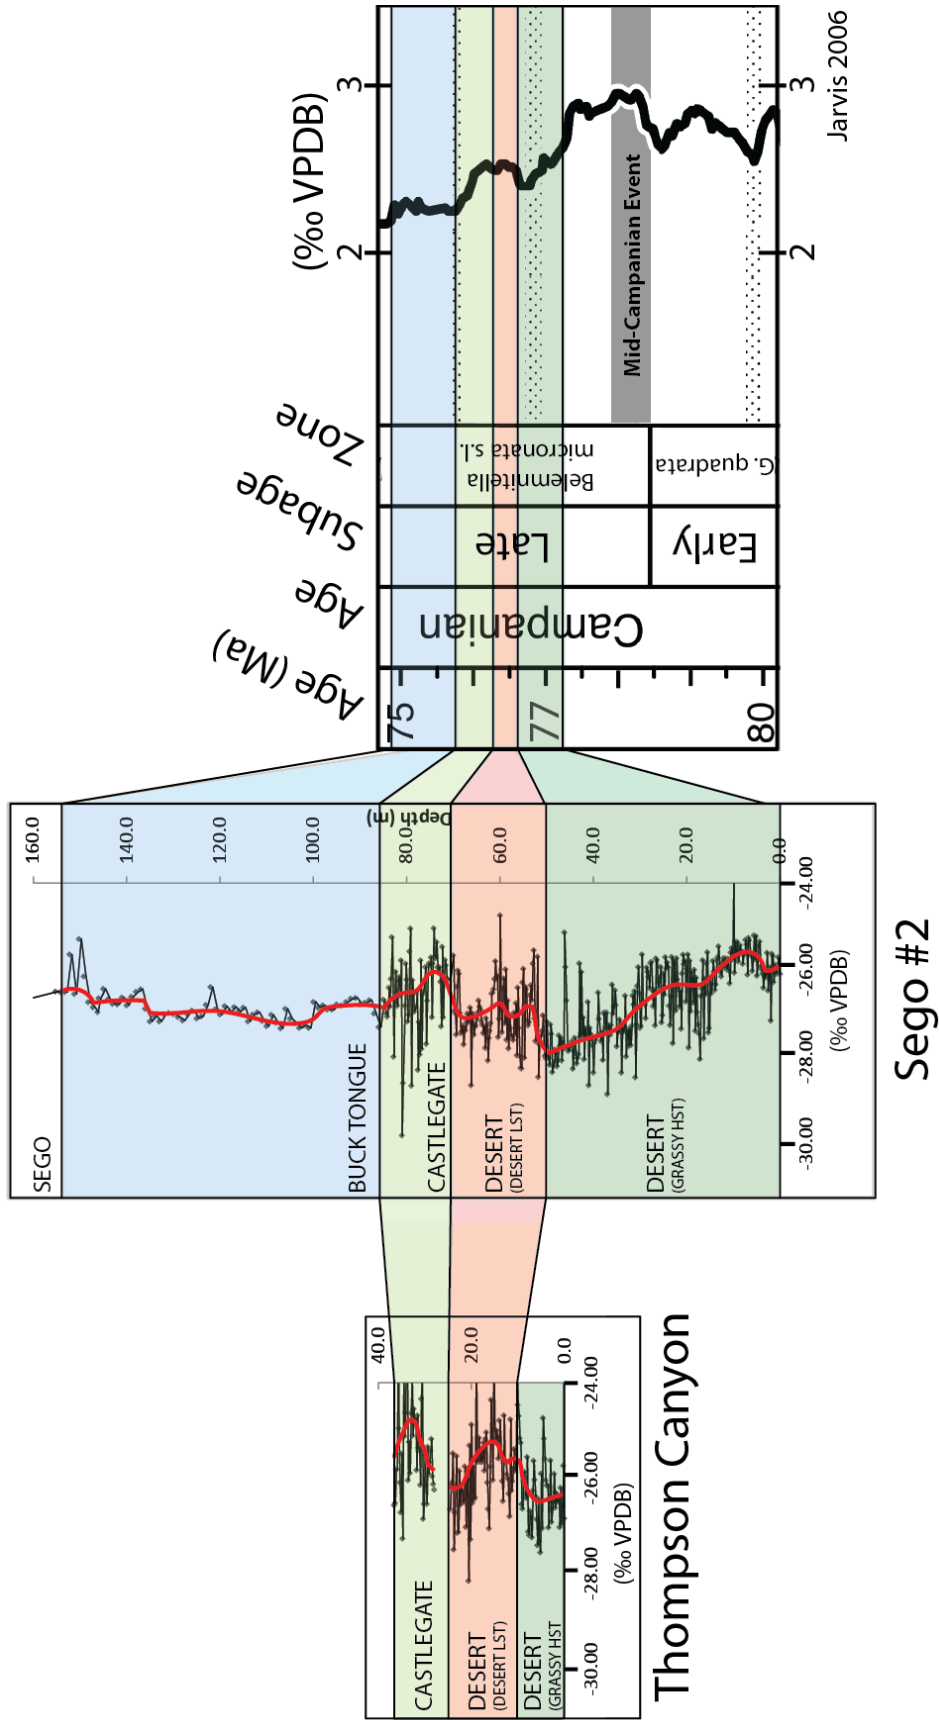 Thompson Canyon
40.0
20.0
0.0
-24.00
-26.00
-28.00
-30.00
(‰ VPDB)
CASTLEGATE
DESERT
(DESERT LST)
DESERT
(GRASSY HST
Sego #2
160.0
140.0
120.0
100.0
80.0
60.0
40.0
20.0
0.0
Depth (m)
-24.00
-26.00
-28.00
-30.00
(‰ VPDB)
SEGO
BUCK TONGUE
CASTLEGATE
DESERT
(DESERT LST)
DESERT
(GRASSY HST)
Age (Ma)
Age
Subage
Zone
(‰ VPDB)
2
3
75
77
80
Campanian
Late
Early
Belemnitella
micronata s.l.
G. quadrata
Mid-Campanian Event
2
3
Jarvis 2006